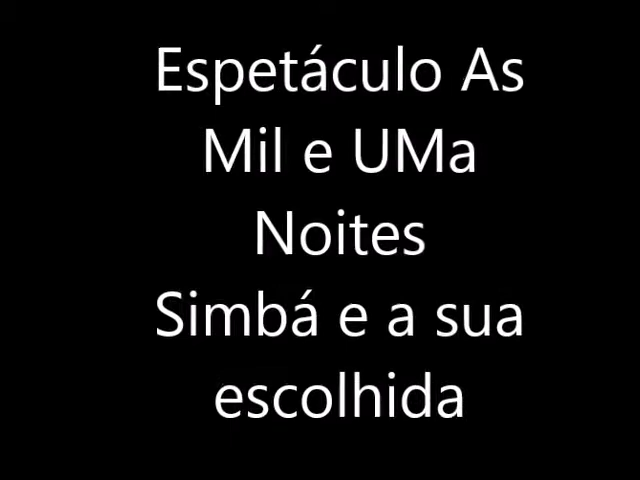 Espetáculo As
Mil e UMa
Noites
Simbá e a sua
escolhida